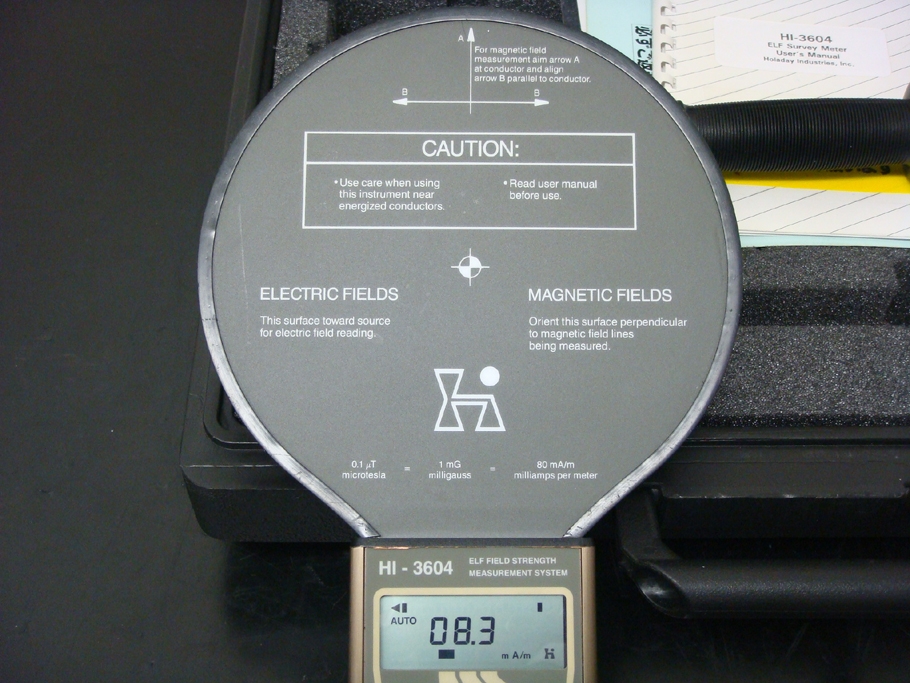 HI-3604
ELF Survey Meter
User's Manual
Holaday Industries, Inc.
A
For magnetic field
measurement aim arrow A
at conductor and align
arrow B parallel to conductor.
B B
CAUTION:
• Use care when using
this instrument near
energized conductors.
• Read user manual
before use.
ELECTRIC FIELDS
This surface toward source
for electric field reading.
MAGNETIC FIELDS
Orient this surface perpendicular
to magnetic field lines
being measured.
0.1 µT = 1 mG = 80 mA/m
microtesla milligauss milliamps per meter
HI - 3604
ELF FIELD STRENGTH
MEASUREMENT SYSTEM
AUTO
08.3
m A/m H